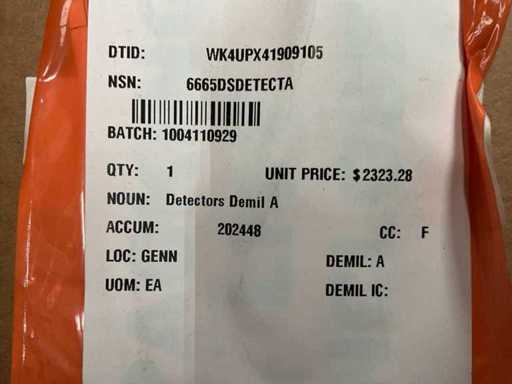 DTID: WK4UPX41909105
NSN: 6665DSDETECTA
BATCH: 1004110929
QTY: 1 UNIT PRICE: $2323.28
NOUN: Detectors Demil A
ACCUM: 202448 CC: F
LOC: GENN DEMIL: A
UOM: EA DEMIL IC: